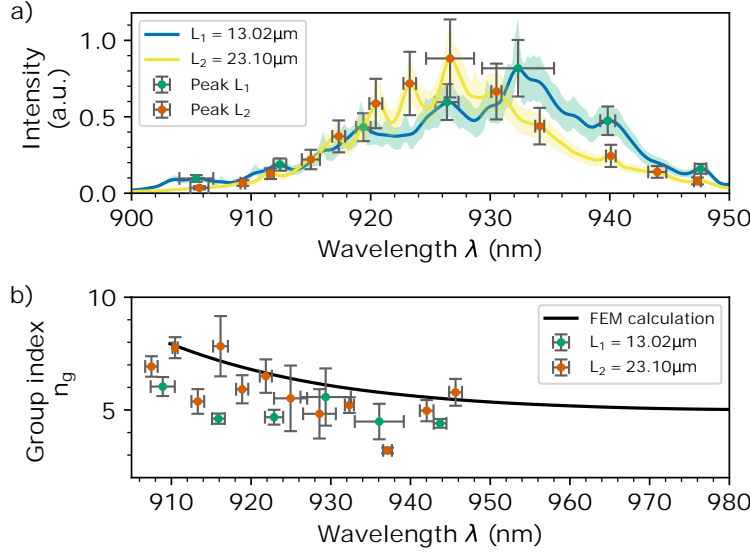 a)
1.0
0.5
0.0
Intensity
(a.u.)
L₁ = 13.02μm
L₂ = 23.10μm
Peak L₁
Peak L₂
900 910 920 930 940 950
Wavelength λ (nm)
b)
10
5
Group index
n_g
FEM calculation
L₁ = 13.02μm
L₂ = 23.10μm
910 920 930 940 950 960 970 980
Wavelength λ (nm)